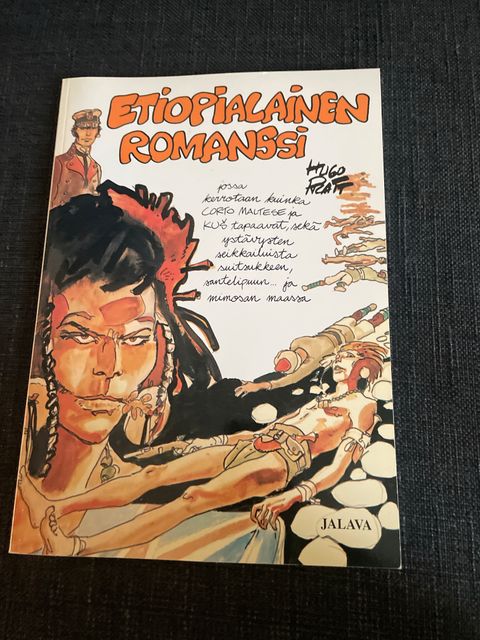 ETIOPIALAINEN
ROMANSSI
HUGO
PRATT
jossa
kerrotaan kuinka
CORTO MALTESE ja
KUŠ tapaavat, sekä
ystävysten
seikkailuista
suitsukkeen,
santelipuun... ja
mimosan maassa
JALAVA